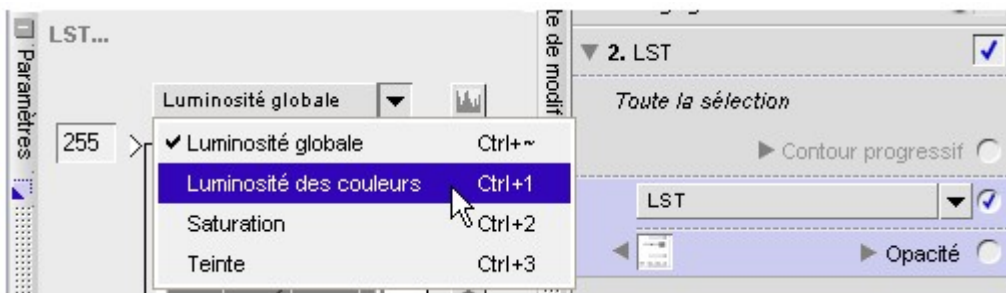 LST...
Paramètres
Luminosité globale
255
✔ Luminosité globale Ctrl+~
Luminosité des couleurs Ctrl+1
Saturation Ctrl+2
Teinte Ctrl+3
te de modif
2. LST
Toute la sélection
Contour progressif
LST
Opacité